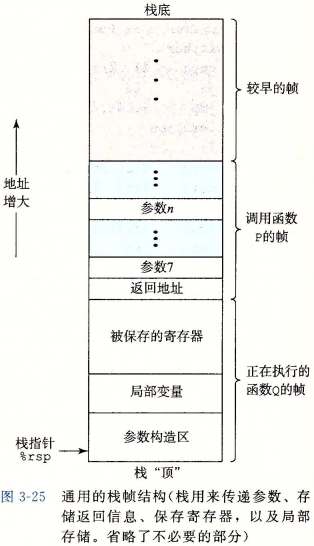 栈底
较早的帧
地址
增大
参数n
调用函数
P的帧
参数7
返回地址
被保存的寄存器
正在执行的
函数Q的帧
局部变量
参数构造区
栈指针
%rsp
栈“顶”
图 3-25 通用的栈帧结构(栈用来传递参数、存
储返回信息、保存寄存器，以及局部
存储。省略了不必要的部分)